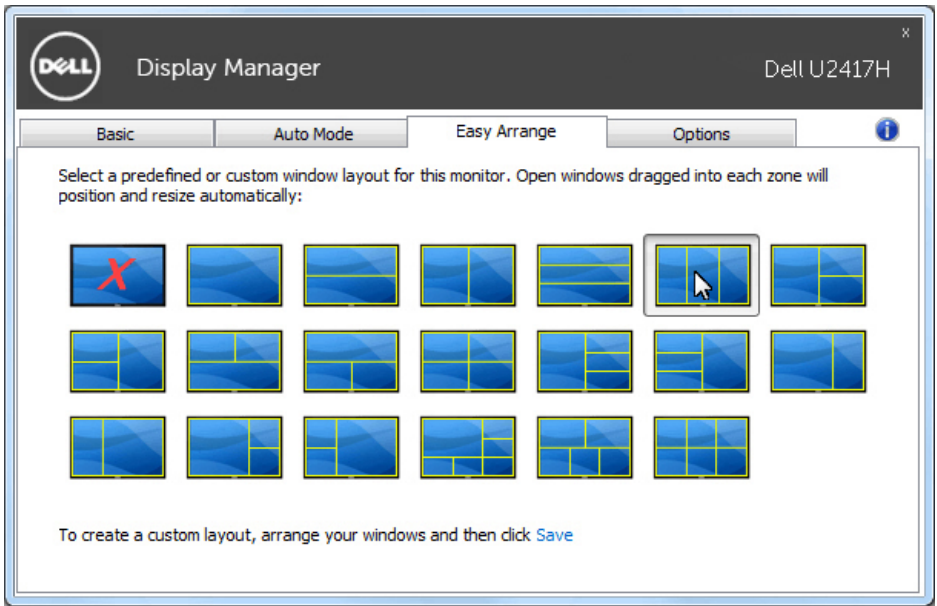 x
DELL
Display Manager
Dell U2417H
Basic
Auto Mode
Easy Arrange
Options
i
Select a predefined or custom window layout for this monitor. Open windows dragged into each zone will
position and resize automatically:
X
To create a custom layout, arrange your windows and then click Save